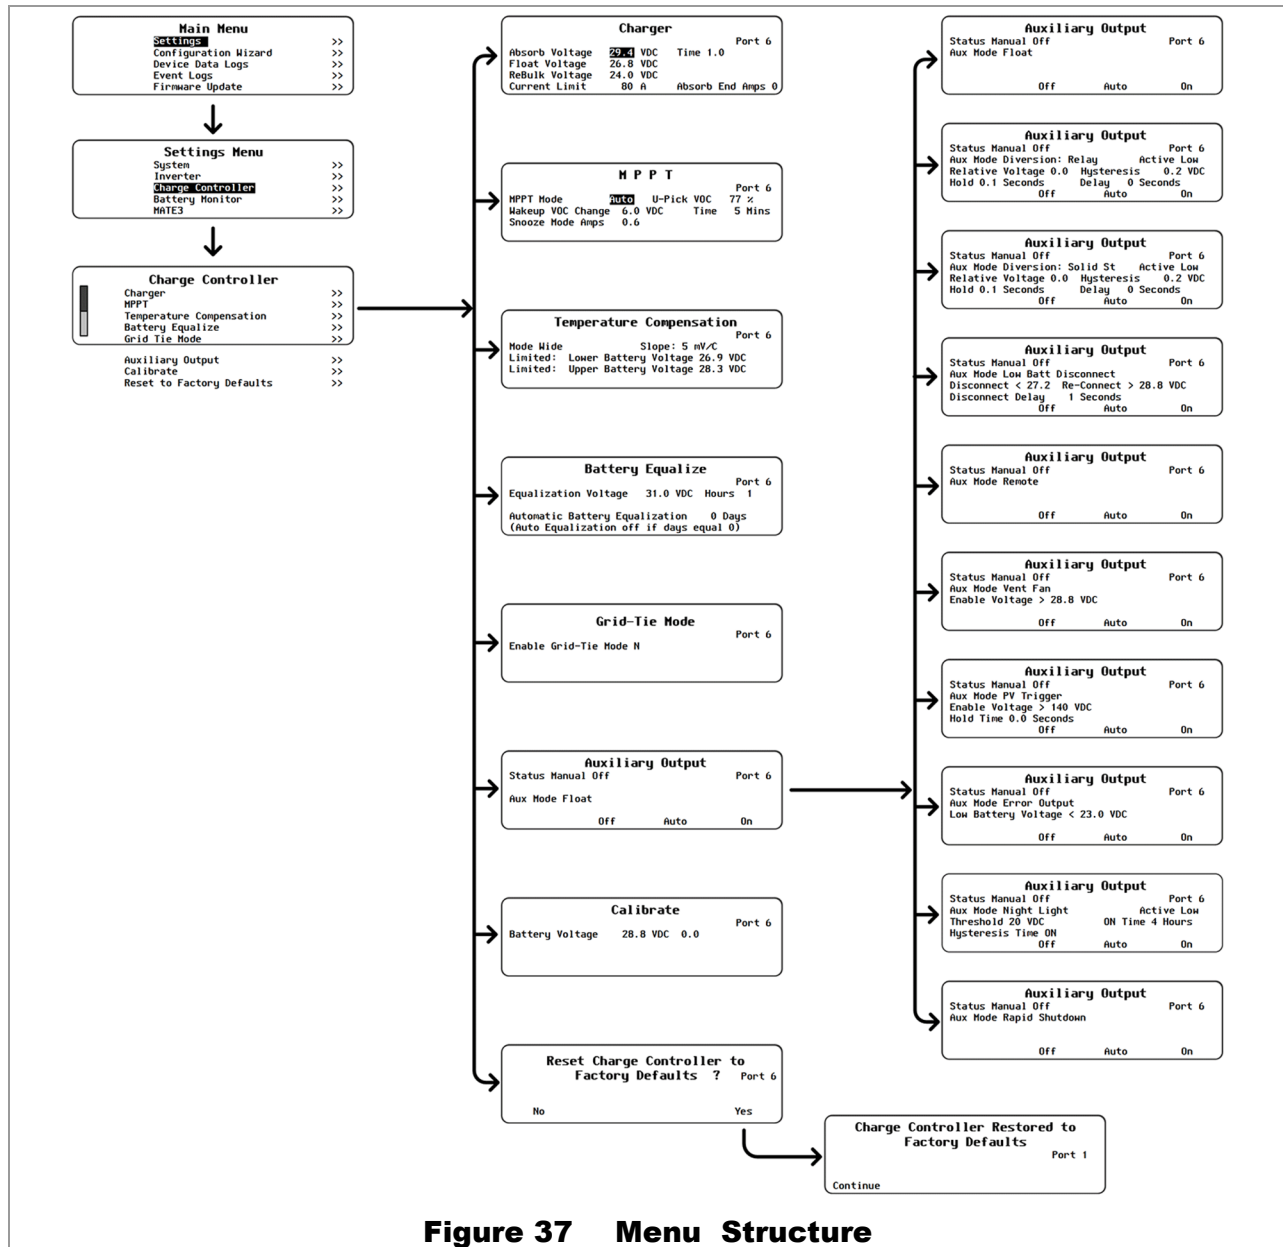 Main Menu
Settings >>
Configuration Wizard >>
Device Data Logs >>
Event Logs >>
Firmware Update >>
Settings Menu
System >>
Inverter >>
Charge Controller >>
Battery Monitor >>
MATE3 >>
Charge Controller
Charger >>
MPPT >>
Temperature Compensation >>
Battery Equalize >>
Grid Tie Mode >>
Auxiliary Output >>
Calibrate >>
Reset to Factory Defaults >>
Charger
Port 6
Absorb Voltage 29.4 VDC Time 1.0
Float Voltage 26.8 VDC
ReBulk Voltage 24.0 VDC
Current Limit 80 A Absorb End Amps 0
M P P T
Port 6
MPPT Mode Auto U-Pick VOC 77 %
Wakeup VOC Change 6.0 VDC Time 5 Mins
Snooze Mode Amps 0.6
Temperature Compensation
Port 6
Mode Wide Slope: 5 mV/C
Limited: Lower Battery Voltage 26.9 VDC
Limited: Upper Battery Voltage 28.3 VDC
Battery Equalize
Port 6
Equalization Voltage 31.0 VDC Hours 1
Automatic Battery Equalization 0 Days
(Auto Equalization off if days equal 0)
Grid-Tie Mode
Port 6
Enable Grid-Tie Mode N
Auxiliary Output
Status Manual Off Port 6
Aux Mode Float
Off Auto On
Calibrate
Port 6
Battery Voltage 28.8 VDC 0.0
Reset Charge Controller to
Factory Defaults ? Port 6
No Yes
Charge Controller Restored to
Factory Defaults
Port 1
Continue
Auxiliary Output
Status Manual Off Port 6
Aux Mode Float
Off Auto On
Auxiliary Output
Status Manual Off Port 6
Aux Mode Diversion: Relay Active Low
Relative Voltage 0.0 Hysteresis 0.2 VDC
Hold 0.1 Seconds Delay 0 Seconds
Off Auto On
Auxiliary Output
Status Manual Off Port 6
Aux Mode Diversion: Solid St Active Low
Relative Voltage 0.0 Hysteresis 0.2 VDC
Hold 0.1 Seconds Delay 0 Seconds
Off Auto On
Auxiliary Output
Status Manual Off Port 6
Aux Mode Low Batt Disconnect
Disconnect < 27.2 Re-Connect > 28.8 VDC
Disconnect Delay 1 Seconds
Off Auto On
Auxiliary Output
Status Manual Off Port 6
Aux Mode Remote
Off Auto On
Auxiliary Output
Status Manual Off Port 6
Aux Mode Vent Fan
Enable Voltage > 28.8 VDC
Off Auto On
Auxiliary Output
Status Manual Off Port 6
Aux Mode PV Trigger
Enable Voltage > 140 VDC
Hold Time 0.0 Seconds
Off Auto On
Auxiliary Output
Status Manual Off Port 6
Aux Mode Error Output
Low Battery Voltage < 23.0 VDC
Off Auto On
Auxiliary Output
Status Manual Off Port 6
Aux Mode Night Light Active Low
Threshold 20 VDC ON Time 4 Hours
Hysteresis Time ON
Off Auto On
Auxiliary Output
Status Manual Off Port 6
Aux Mode Rapid Shutdown
Off Auto On
Figure 37 Menu Structure